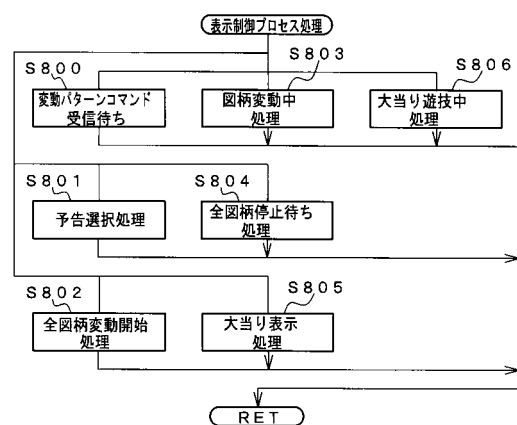 表示制御プロセス処理
S800
変動パターンコマンド
受信待ち
S803
図柄変動中
処理
S806
大当り遊技中
処理
S801
予告選択処理
S804
全図柄停止待ち
処理
S802
全図柄変動開始
処理
S805
大当り表示
処理
RET